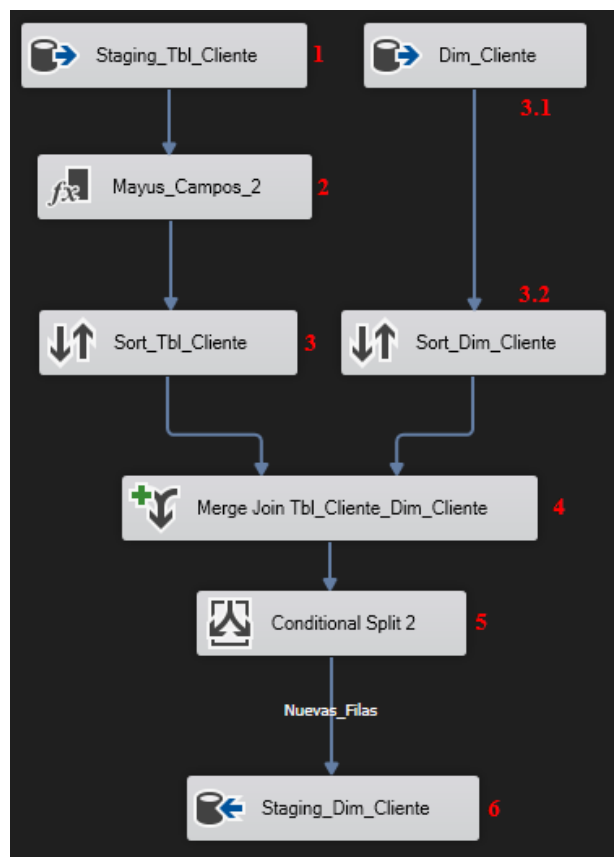 Staging_Tbl_Cliente 1
Dim_Cliente
3.1
fx Mayus_Campos_2 2
3.2
Sort_Tbl_Cliente 3
Sort_Dim_Cliente
Merge Join Tbl_Cliente_Dim_Cliente 4
Conditional Split 2 5
Nuevas_Filas
Staging_Dim_Cliente 6